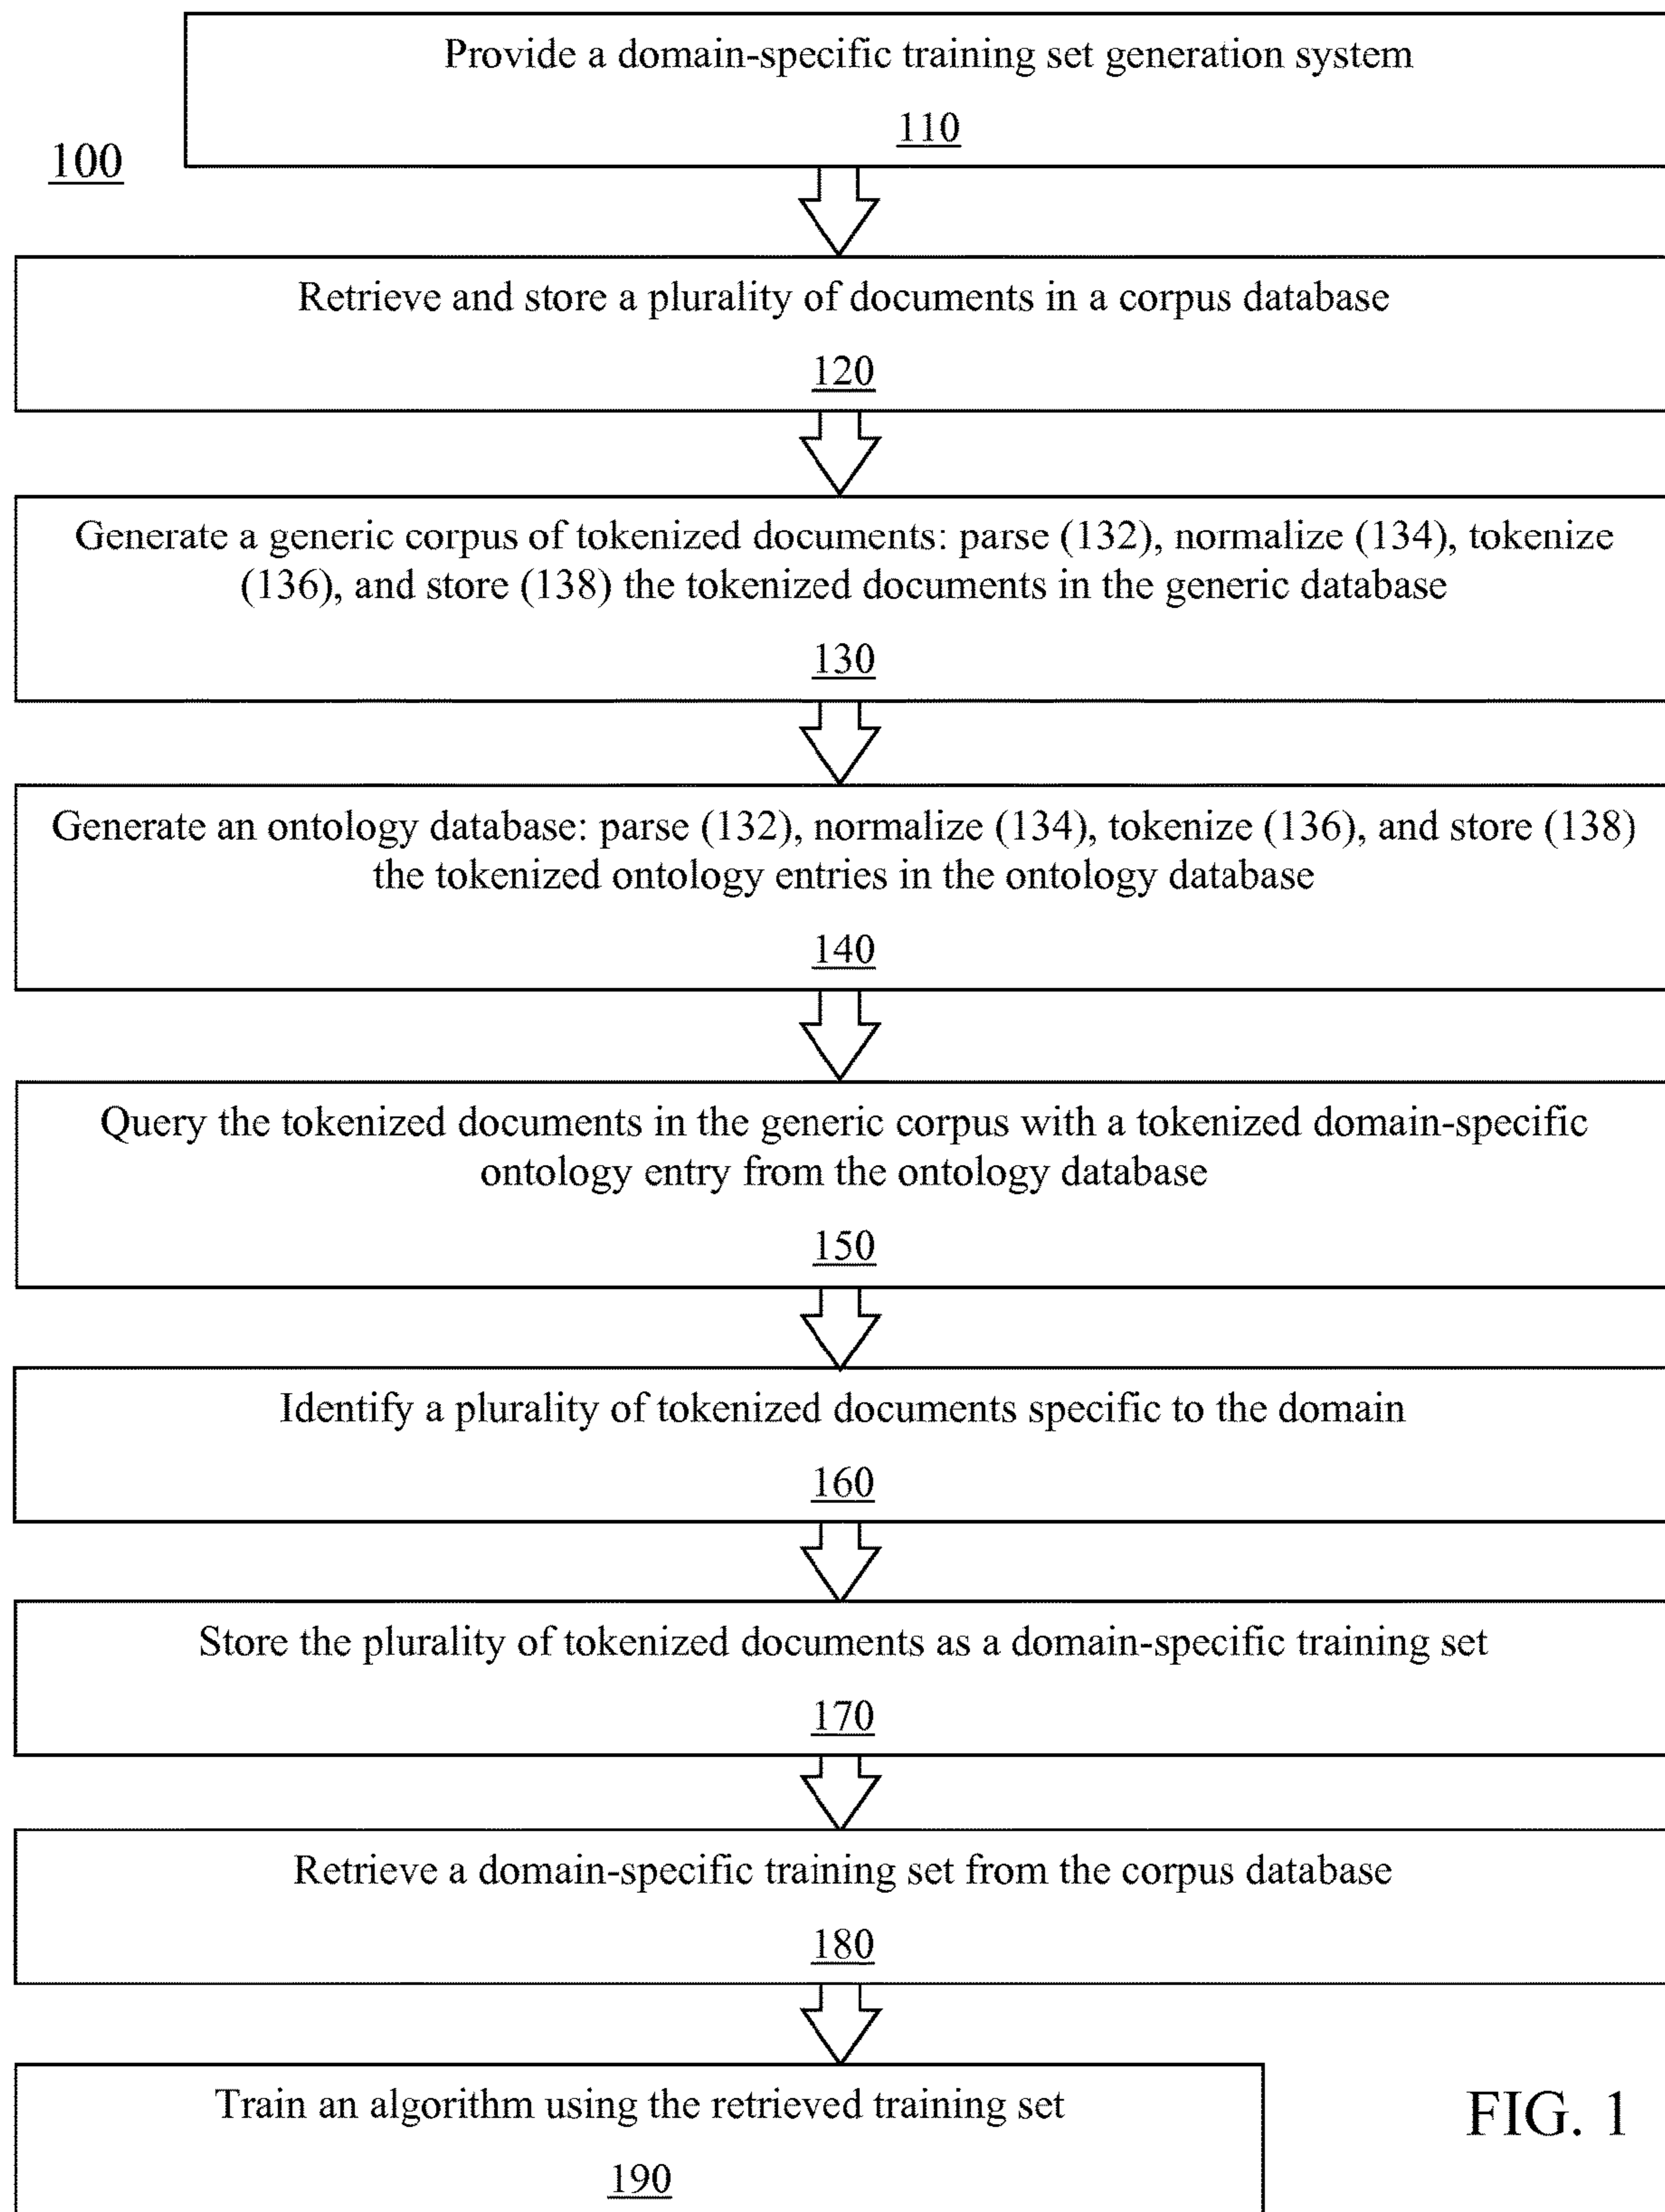 Provide a domain-specific training set generation system
110
100
Retrieve and store a plurality of documents in a corpus database
120
Generate a generic corpus of tokenized documents: parse (132), normalize (134), tokenize
(136), and store (138) the tokenized documents in the generic database
130
Generate an ontology database: parse (132), normalize (134), tokenize (136), and store (138)
the tokenized ontology entries in the ontology database
140
Query the tokenized documents in the generic corpus with a tokenized domain-specific
ontology entry from the ontology database
150
Identify a plurality of tokenized documents specific to the domain
160
Store the plurality of tokenized documents as a domain-specific training set
170
Retrieve a domain-specific training set from the corpus database
180
Train an algorithm using the retrieved training set
190
FIG. 1